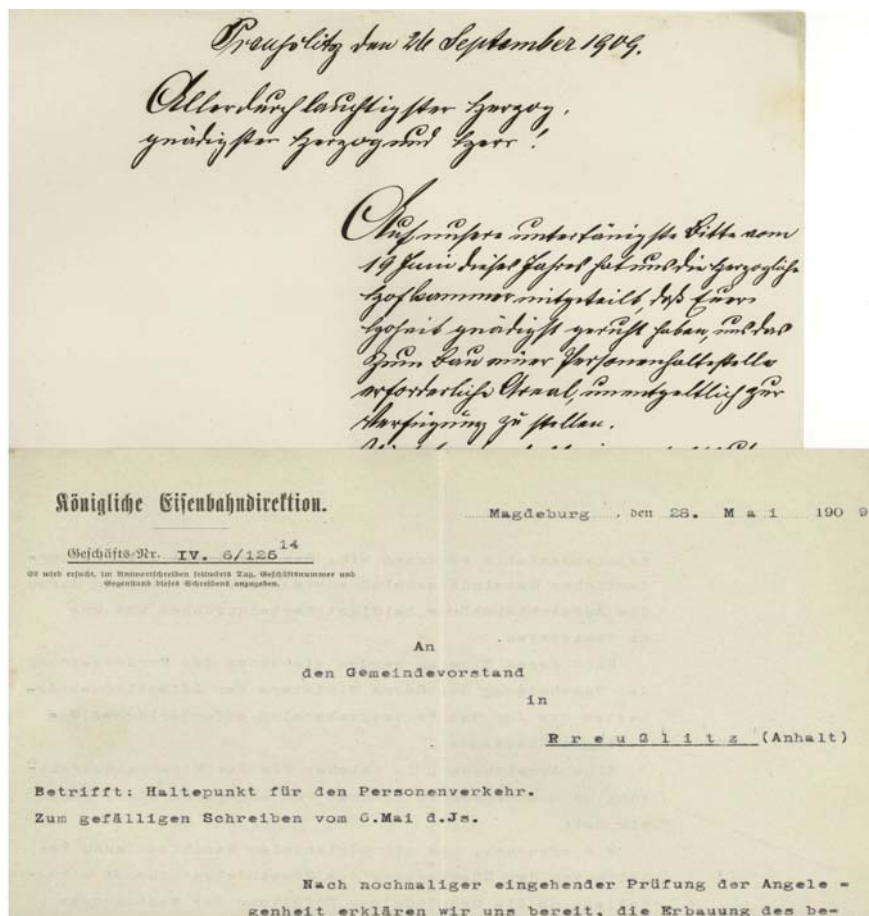 Preußlitz den 26 September 1909.
Allerdurchlauchtigster Herzog,
gnädigster Herzog und Herr!
Auf unsere unterthänigste Bitte vom
19 Juni dieses Jahres hat uns die Herzogliche
Hofkammer mitgeteilt, daß Euere
Hoheit gnädigst geruht haben, uns das
zum Bau einer Personenhaltestelle
erforderliche Areal, unentgeltlich zur
Verfügung zu stellen.
Königliche Eisenbahndirektion.
Magdeburg, den 28. Mai 1909
Geschäfts-Nr. IV. 6/125 14
Es wird ersucht, im Antwortschreiben seitwärts Tag, Geschäftsnummer und
Gegenstand dieses Schreibens anzugeben.
An
den Gemeindevorstand
in
Rreußlitz (Anhalt)
Betrifft: Haltepunkt für den Personenverkehr.
Zum gefälligen Schreiben vom 6.Mai d.Js.
Nach nochmaliger eingehender Prüfung der Angele =
genheit erklären wir uns bereit, die Erbauung des be-